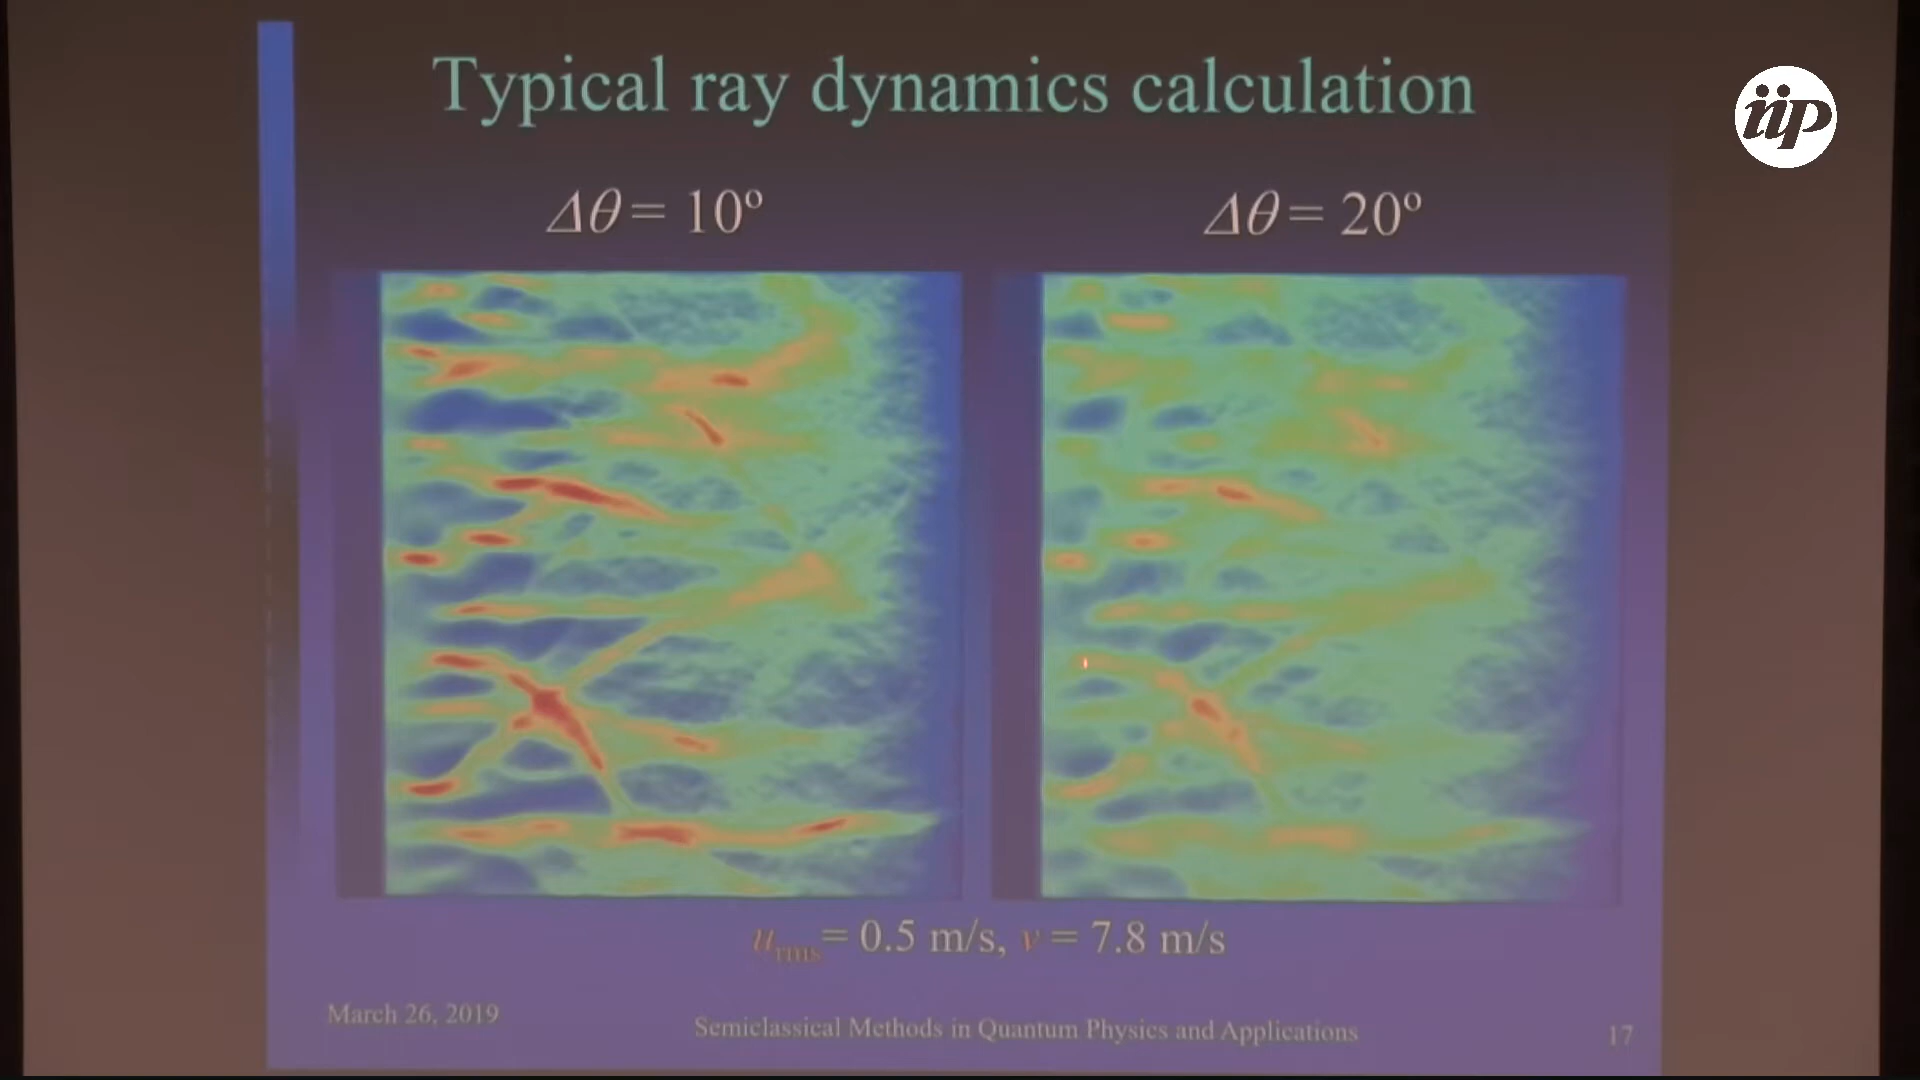 Typical ray dynamics calculation
iip
Δθ = 10º
Δθ = 20º
u_rms = 0.5 m/s, v = 7.8 m/s
March 26, 2019
Semiclassical Methods in Quantum Physics and Applications
17